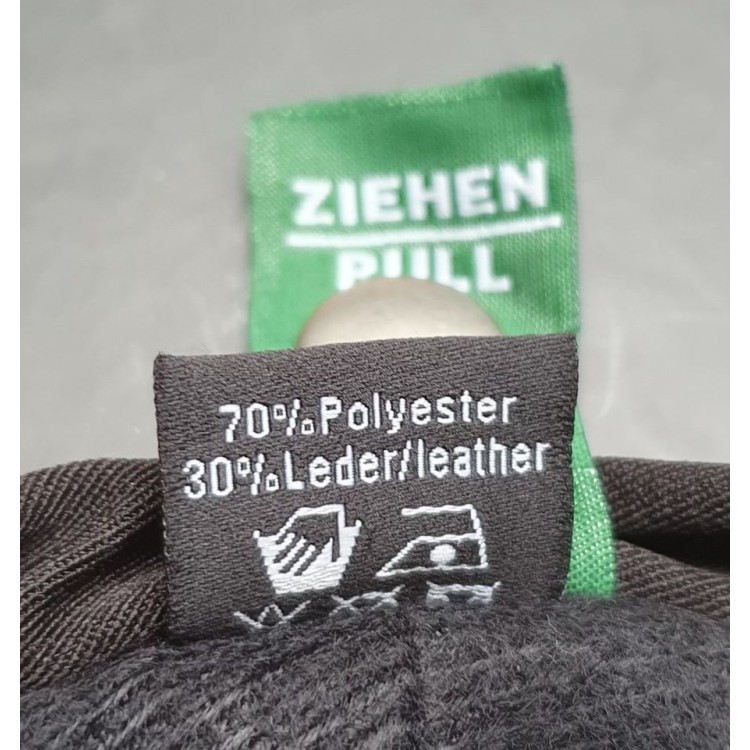 ZIEHEN
PULL
70%Polyester
30%Leder/leather